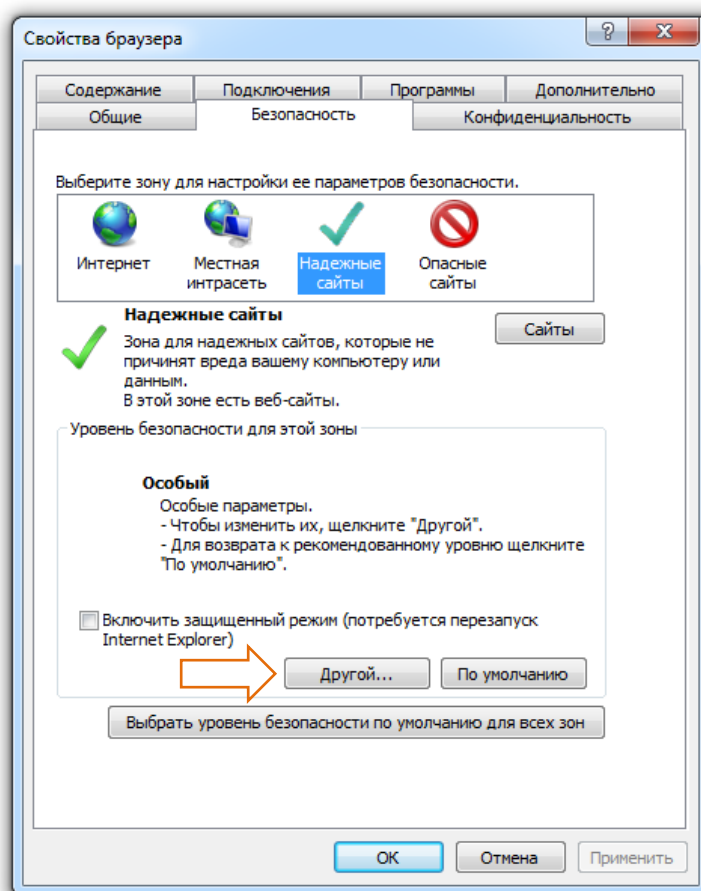 Свойства браузера
Содержание Подключения Программы Дополнительно
Общие Безопасность Конфиденциальность
Выберите зону для настройки ее параметров безопасности.
Интернет Местная интрасеть Надежные сайты Опасные сайты
Надежные сайты
Сайты
Зона для надежных сайтов, которые не
причинят вреда вашему компьютеру или
данным.
В этой зоне есть веб-сайты.
Уровень безопасности для этой зоны
Особый
Особые параметры.
- Чтобы изменить их, щелкните "Другой".
- Для возврата к рекомендованному уровню щелкните
"По умолчанию".
Включить защищенный режим (потребуется перезапуск
Internet Explorer)
Другой... По умолчанию
Выбрать уровень безопасности по умолчанию для всех зон
ОК Отмена Применить